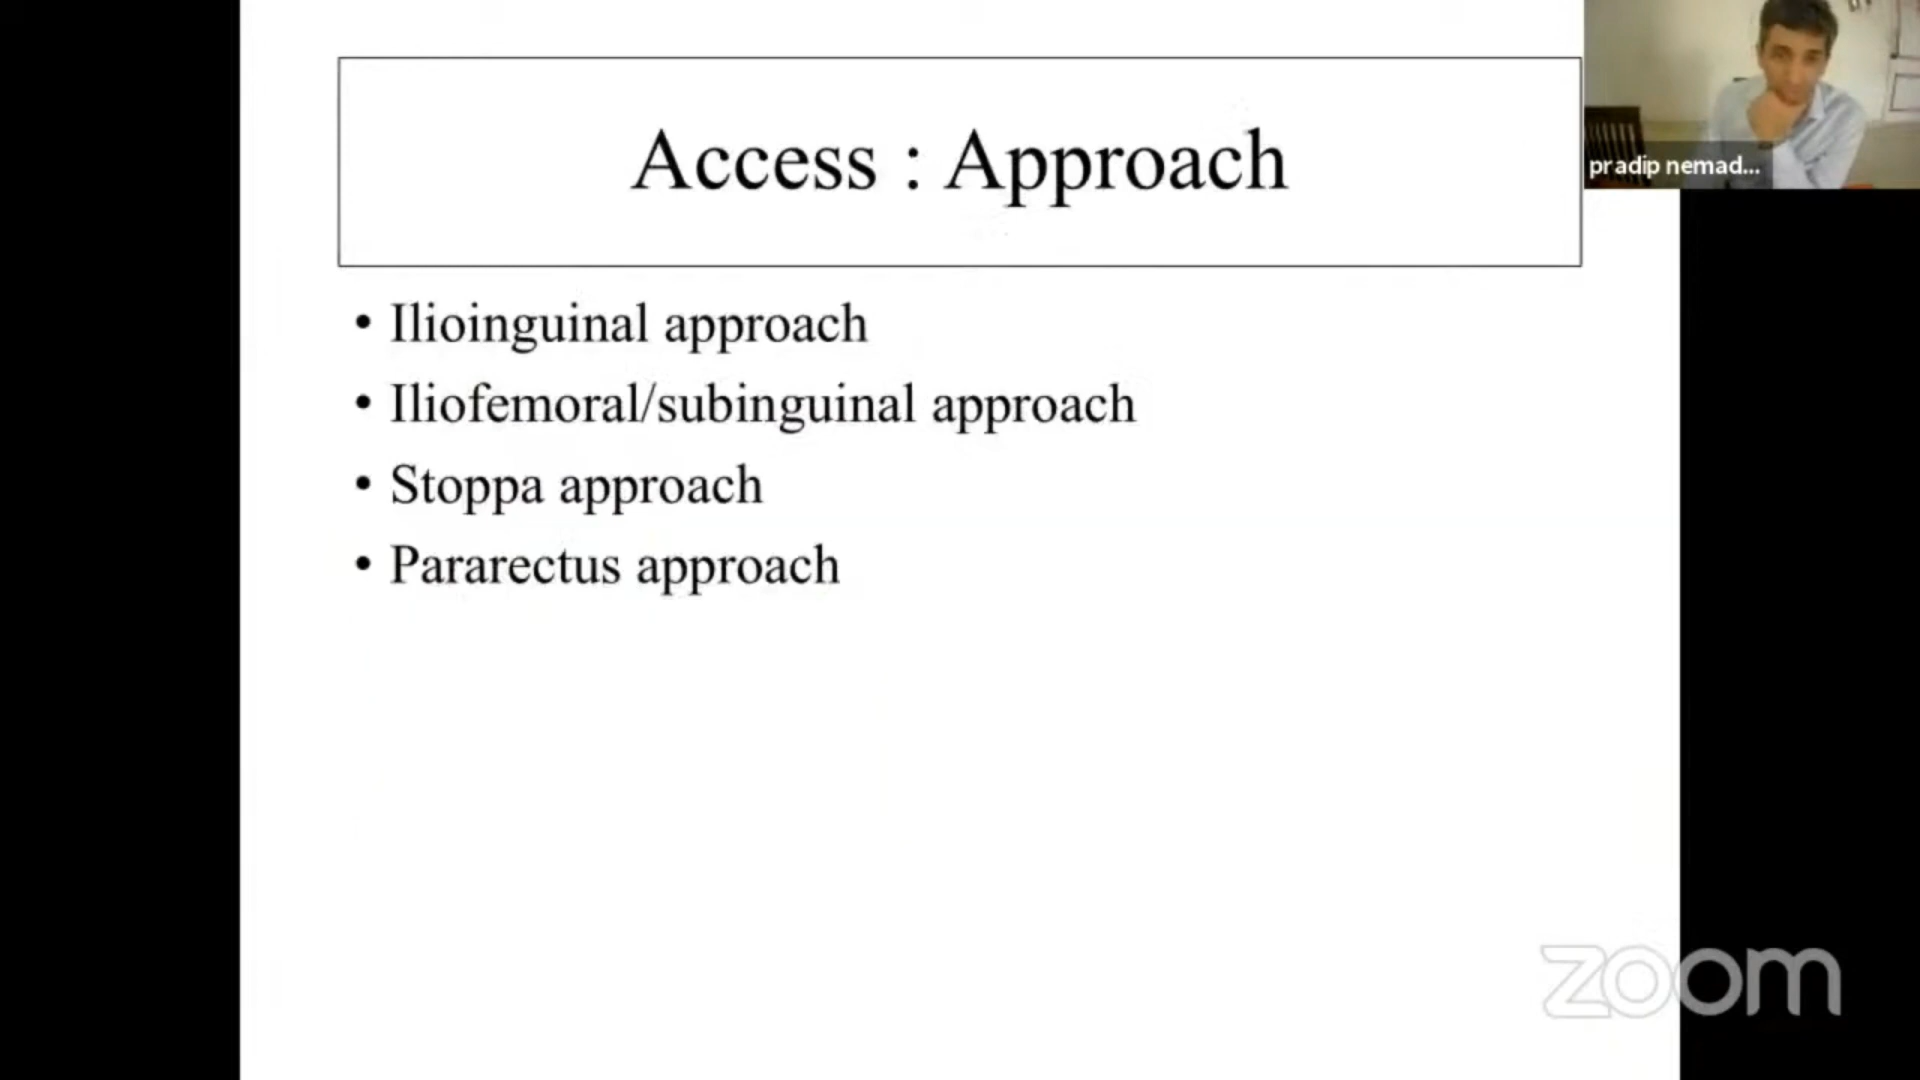 Access : Approach
pradip nemad...
• Ilioinguinal approach
• Iliofemoral/subinguinal approach
• Stoppa approach
• Pararectus approach
zoom